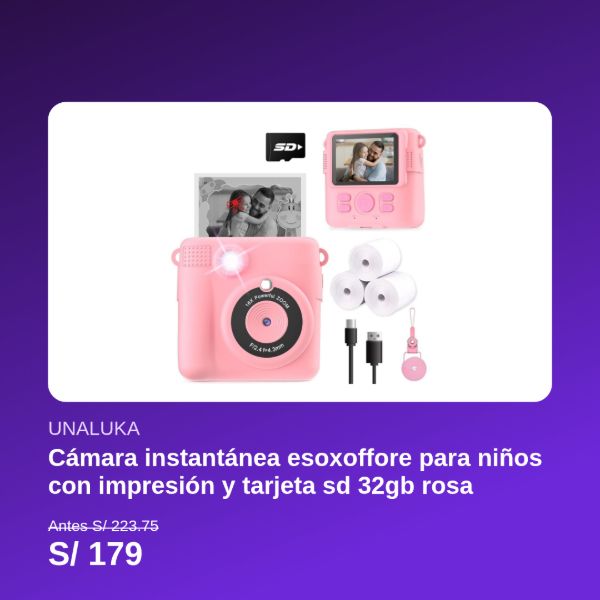 SD
16X Powerful ZOOM
F/2.4 f=4.3mm
UNALUKA
Cámara instantánea esoxoffore para niños
con impresión y tarjeta sd 32gb rosa
Antes S/ 223.75
S/ 179